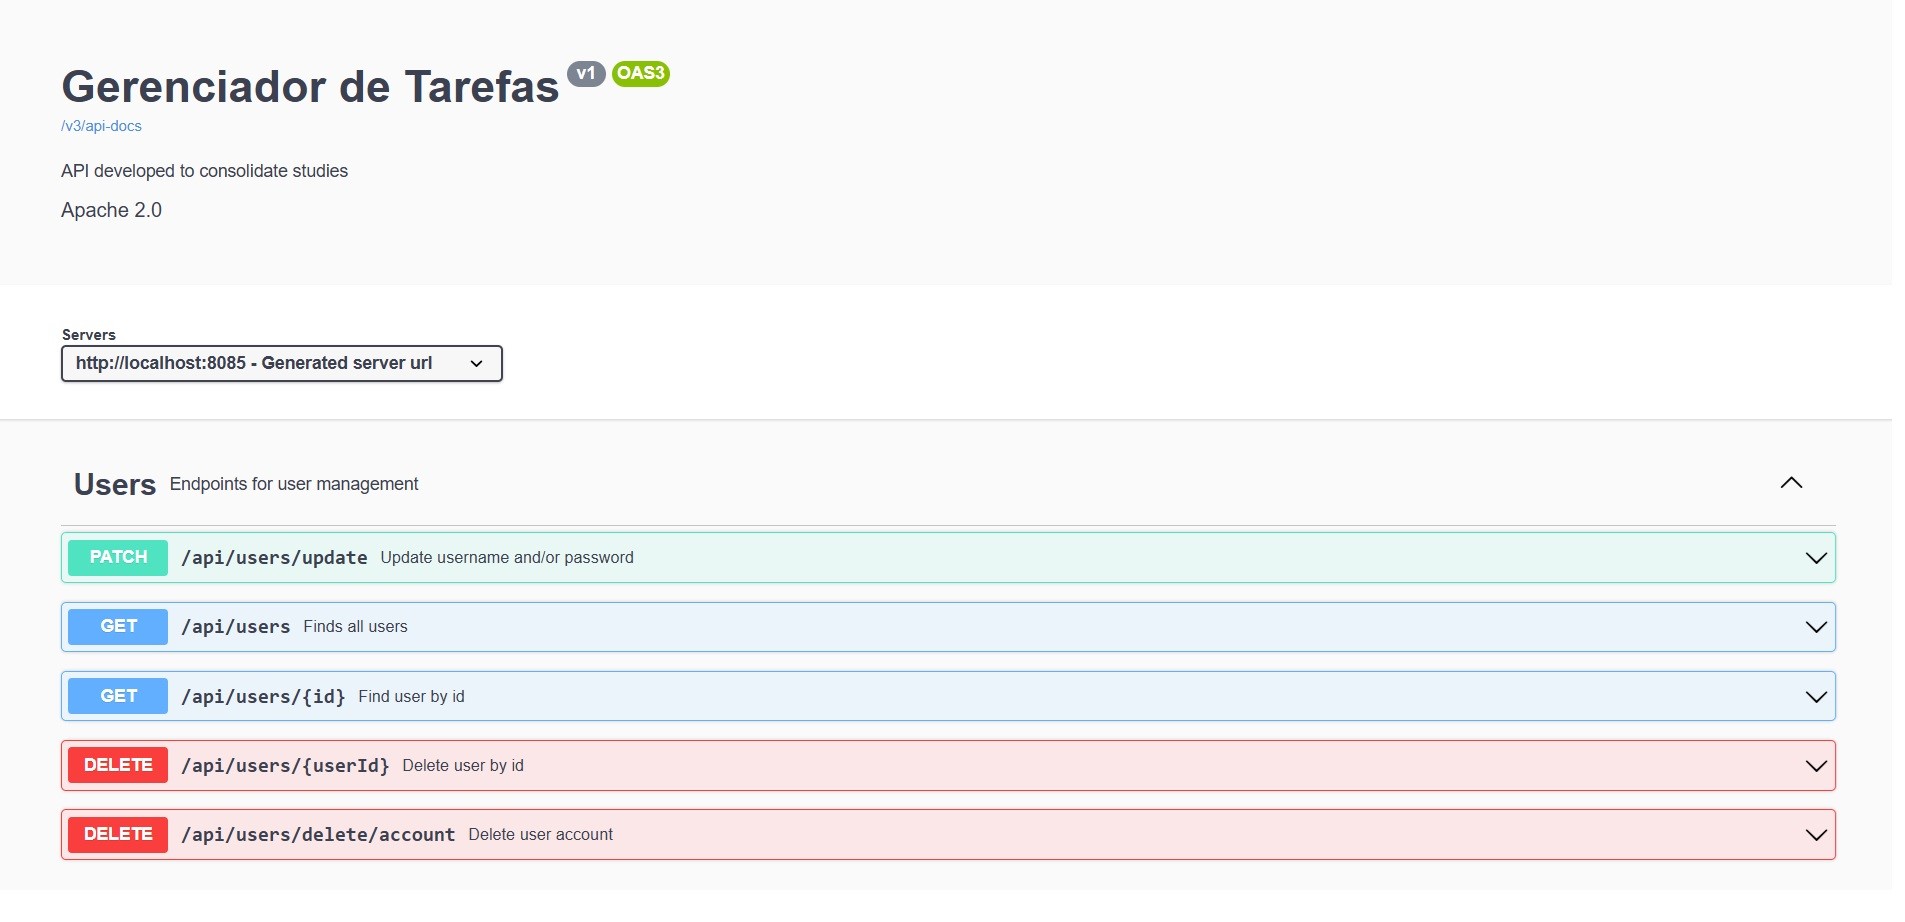 Gerenciador de Tarefas v1 OAS3
/v3/api-docs
API developed to consolidate studies
Apache 2.0
Servers
http://localhost:8085 - Generated server url
Users Endpoints for user management
PATCH /api/users/update Update username and/or password
GET /api/users Finds all users
GET /api/users/{id} Find user by id
DELETE /api/users/{userId} Delete user by id
DELETE /api/users/delete/account Delete user account